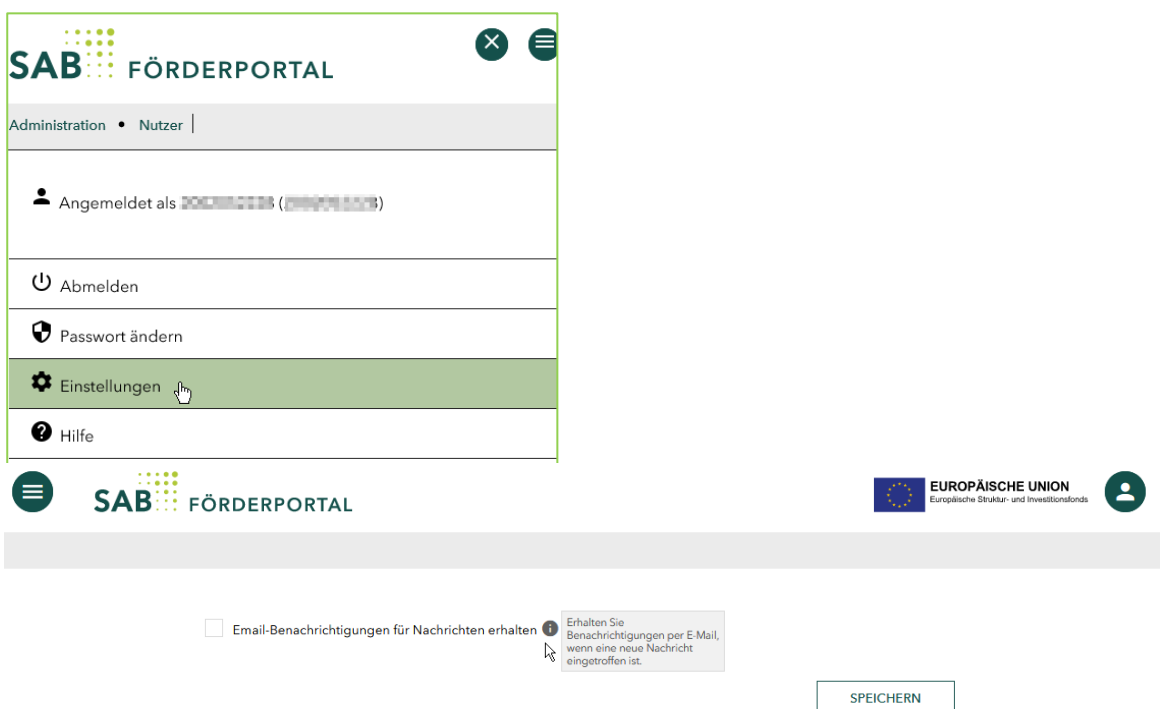 SAB FÖRDERPORTAL
Administration • Nutzer
Angemeldet als
Abmelden
Passwort ändern
Einstellungen
Hilfe
SAB FÖRDERPORTAL
EUROPÄISCHE UNION
Europäische Struktur- und Investitionsfonds
Email-Benachrichtigungen für Nachrichten erhalten
Erhalten Sie
Benachrichtigungen per E-Mail,
wenn eine neue Nachricht
eingetroffen ist.
SPEICHERN